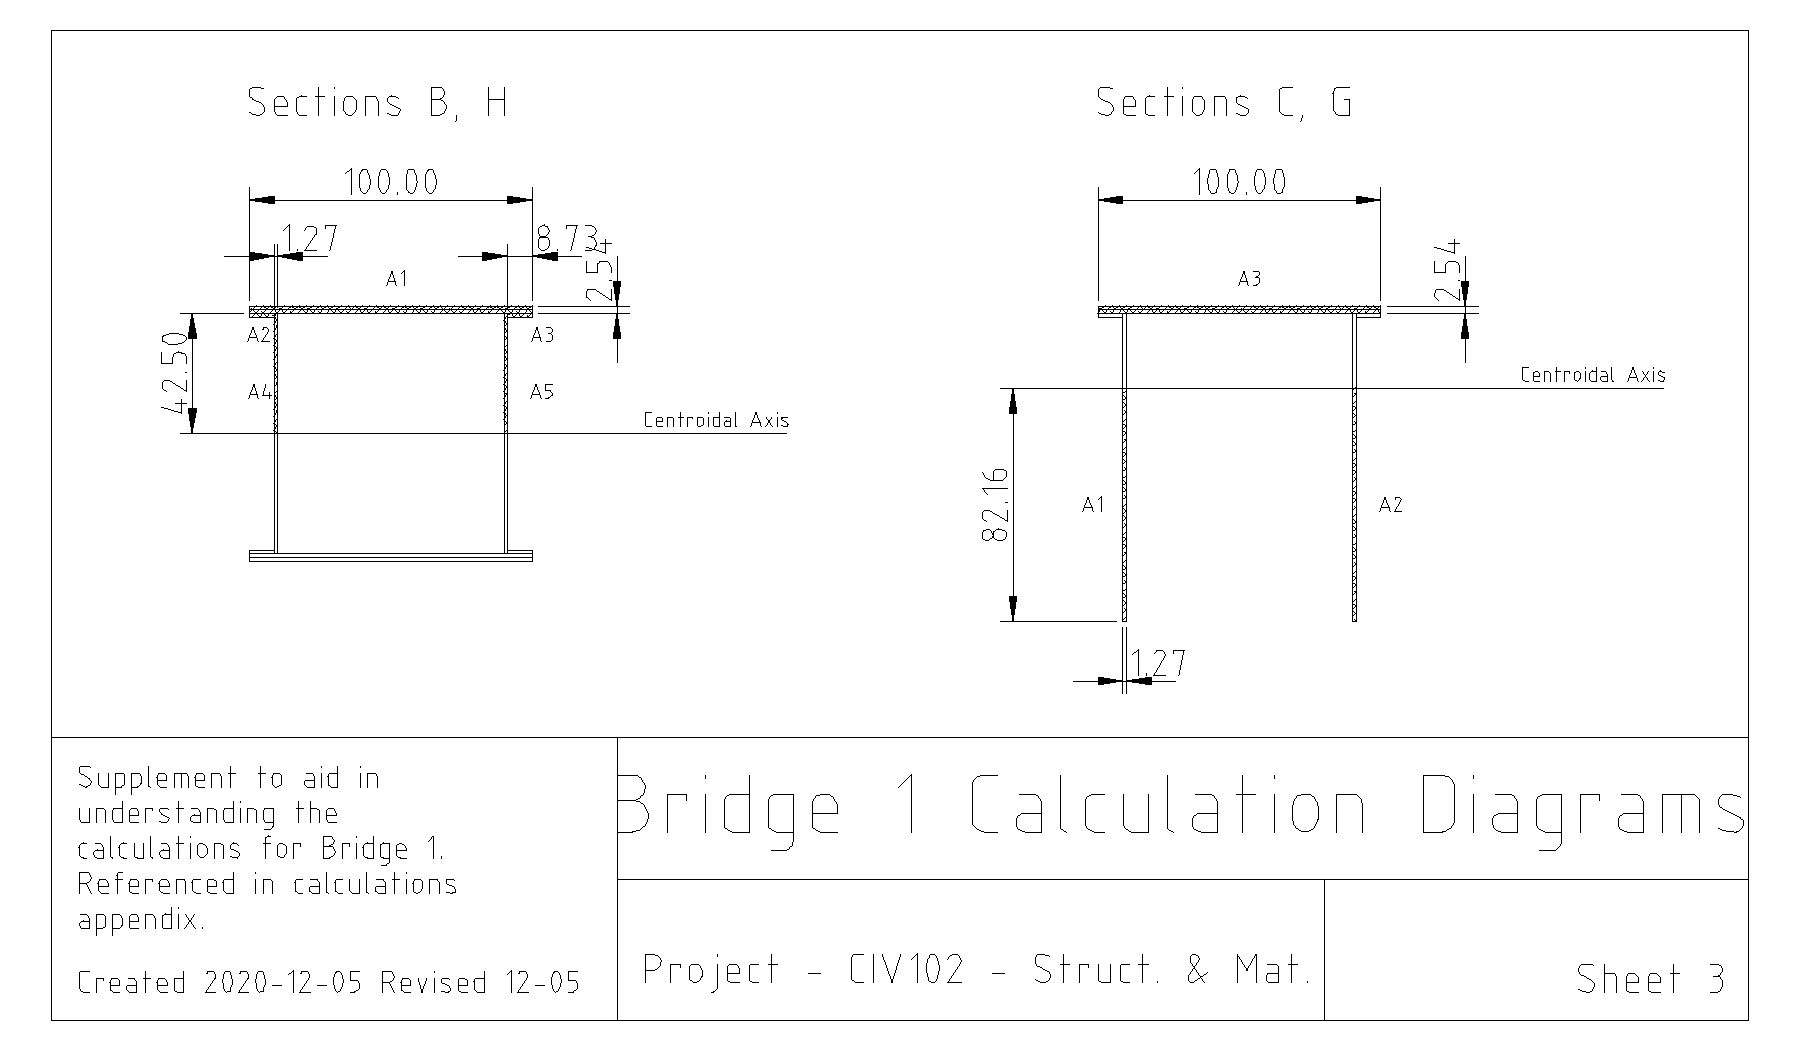 Sections B, H
100.00
1.27
8.73
2.54
A1
A2
A3
42.50
A4
A5
Centroidal Axis
Sections C, G
100.00
2.54
A3
Centroidal Axis
82.16
A1
A2
1.27
Supplement to aid in
understanding the
calculations for Bridge 1.
Referenced in calculations
appendix.
Created 2020-12-05 Revised 12-05
Bridge 1 Calculation Diagrams
Project - CIV102 - Struct. & Mat.
Sheet 3